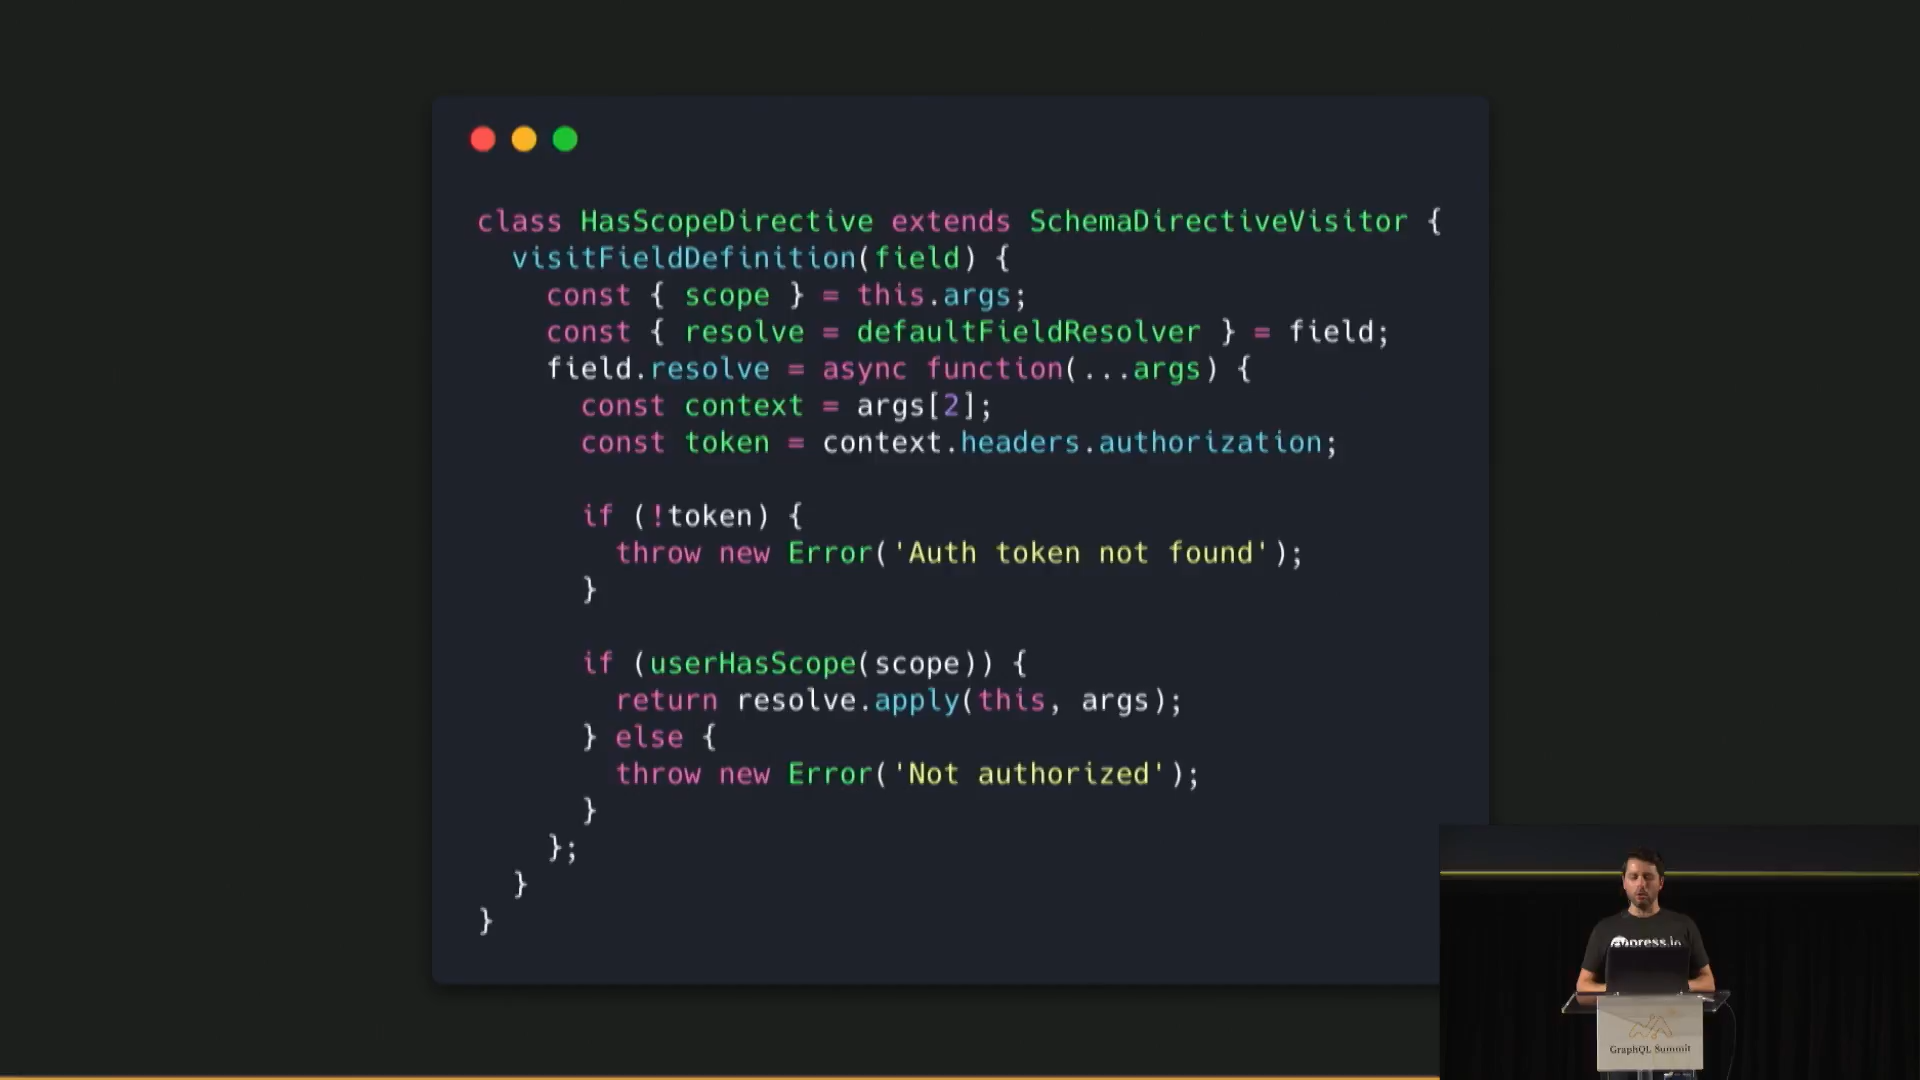 class HasScopeDirective extends SchemaDirectiveVisitor {
  visitFieldDefinition(field) {
    const { scope } = this.args;
    const { resolve = defaultFieldResolver } = field;
    field.resolve = async function(...args) {
      const context = args[2];
      const token = context.headers.authorization;

      if (!token) {
        throw new Error('Auth token not found');
      }

      if (userHasScope(scope)) {
        return resolve.apply(this, args);
      } else {
        throw new Error('Not authorized');
      }
    };
  }
}
cypress.io
GraphQL Summit